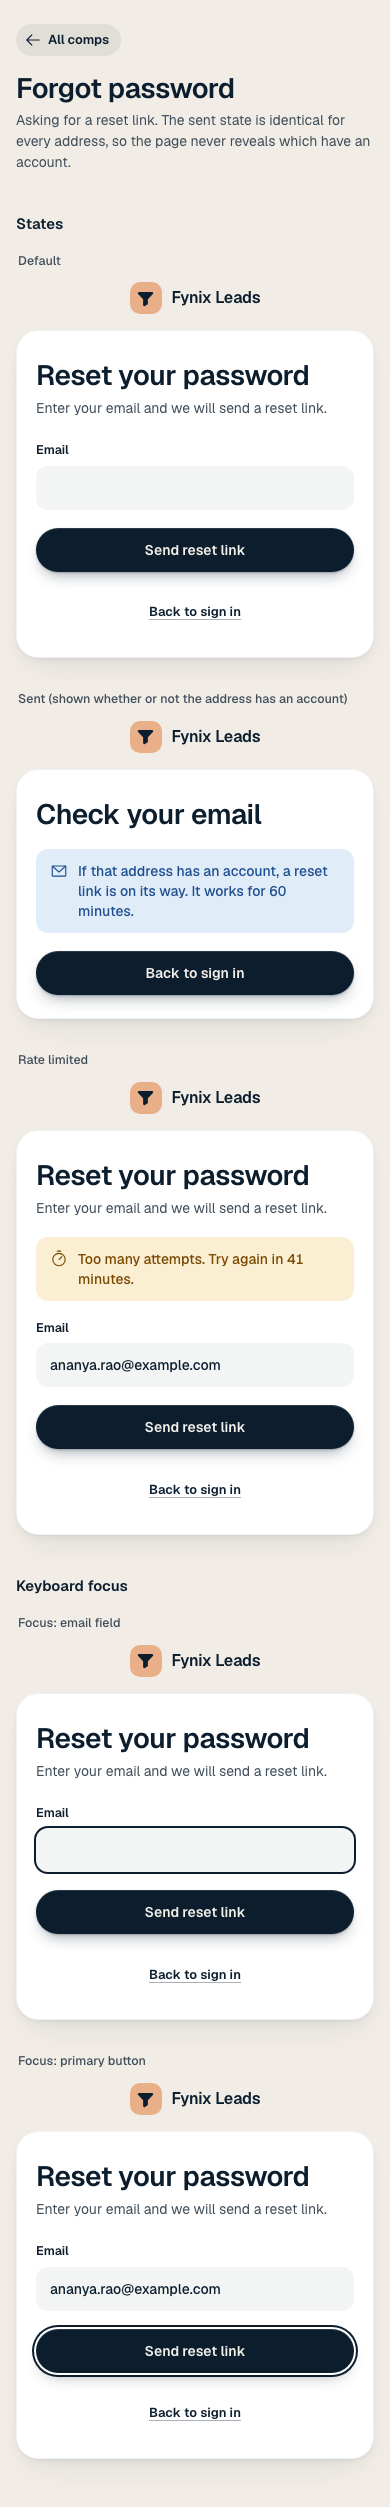 All comps
Forgot password
Asking for a reset link. The sent state is identical for
every address, so the page never reveals which have an
account.
States
Default
Fynix Leads
Reset your password
Enter your email and we will send a reset link.
Email
Send reset link
Back to sign in
Sent (shown whether or not the address has an account)
Fynix Leads
Check your email
If that address has an account, a reset
link is on its way. It works for 60
minutes.
Back to sign in
Rate limited
Fynix Leads
Reset your password
Enter your email and we will send a reset link.
Too many attempts. Try again in 41
minutes.
Email
ananya.rao@example.com
Send reset link
Back to sign in
Keyboard focus
Focus: email field
Fynix Leads
Reset your password
Enter your email and we will send a reset link.
Email
Send reset link
Back to sign in
Focus: primary button
Fynix Leads
Reset your password
Enter your email and we will send a reset link.
Email
ananya.rao@example.com
Send reset link
Back to sign in